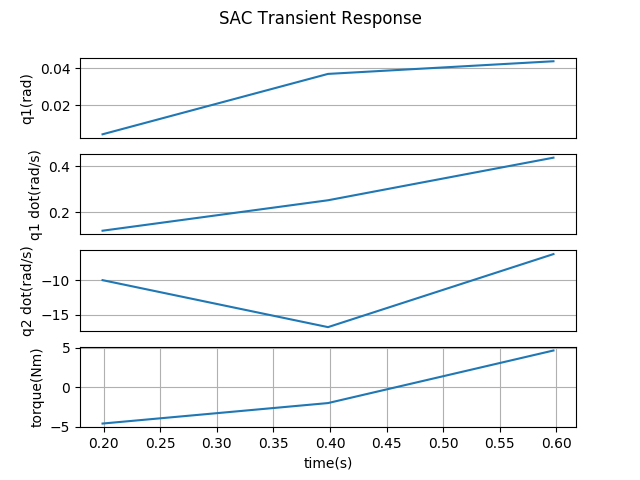 SAC Transient Response
q1(rad)
0.04
0.02
q1 dot(rad/s)
0.4
0.2
q2 dot(rad/s)
−10
−15
torque(Nm)
5
0
−5
0.20 0.25 0.30 0.35 0.40 0.45 0.50 0.55 0.60
time(s)